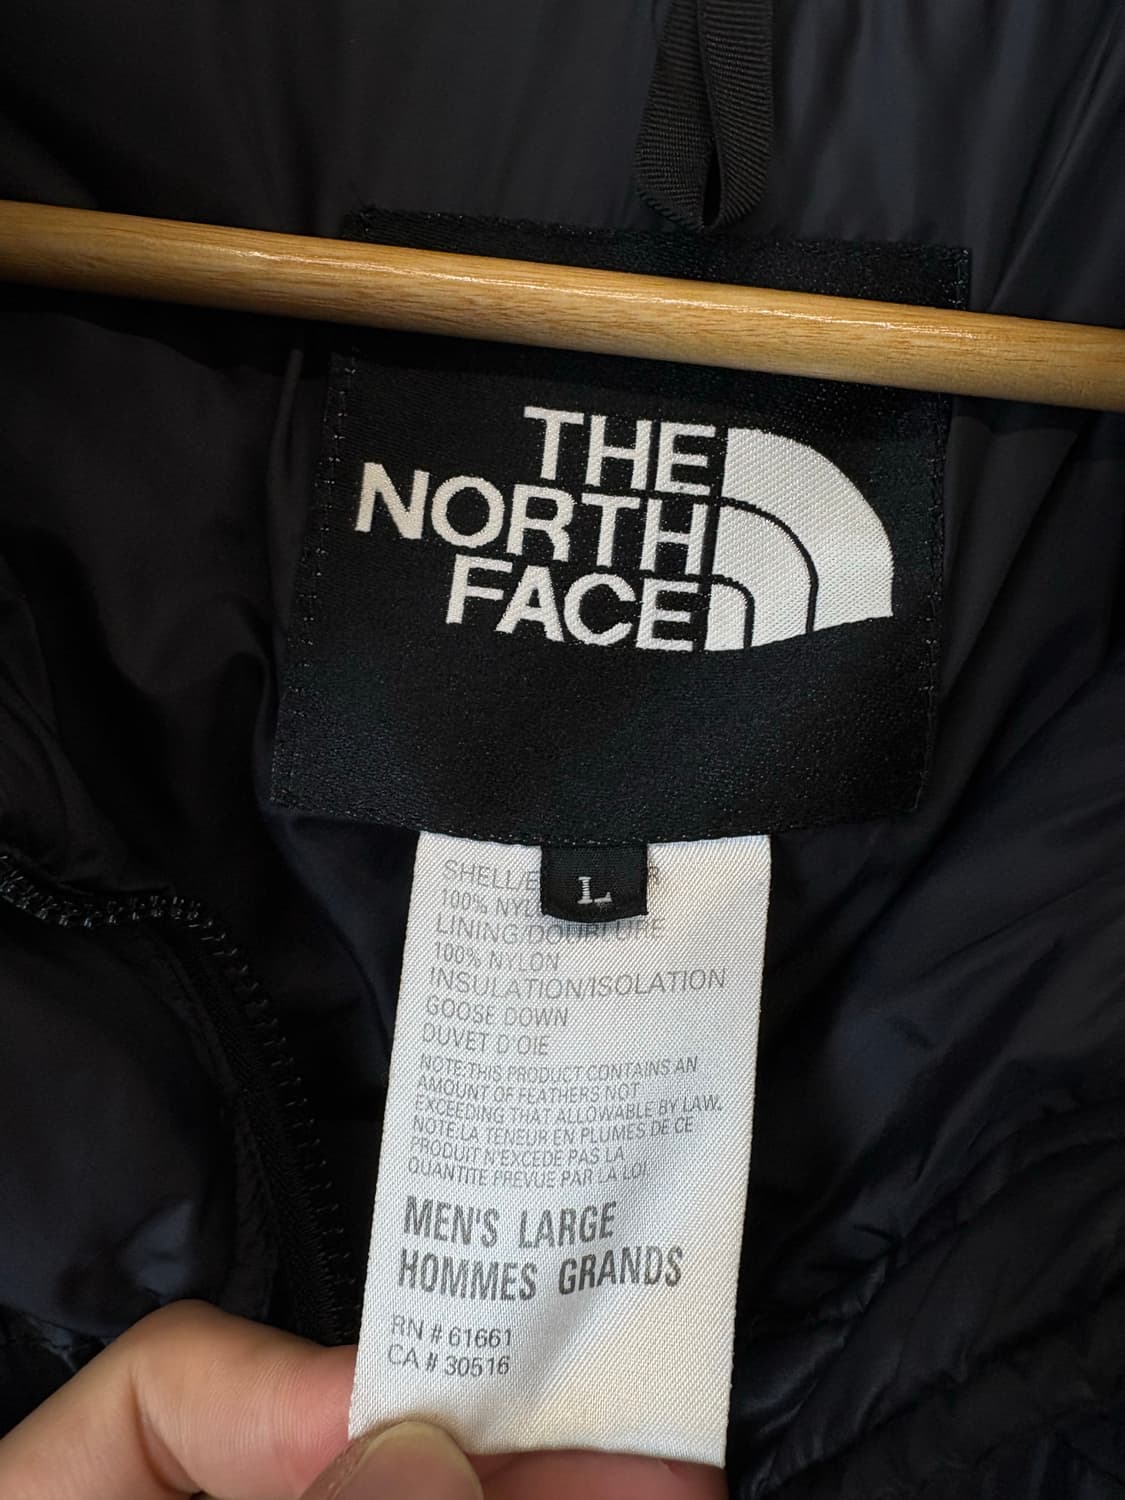 THE
NORTH
FACE
L
SHELL/E
100% NYL
LINING/DOUBLURE
100% NYLON
INSULATION/ISOLATION
GOOSE DOWN
DUVET D'OIE
NOTE:THIS PRODUCT CONTAINS AN
AMOUNT OF FEATHERS NOT
EXCEEDING THAT ALLOWABLE BY LAW.
NOTE:LA TENEUR EN PLUMES DE CE
PRODUIT N'EXCEDE PAS LA
QUANTITE PREVUE PAR LA LOI
MEN'S LARGE
HOMMES GRANDS
RN # 61661
CA # 30516